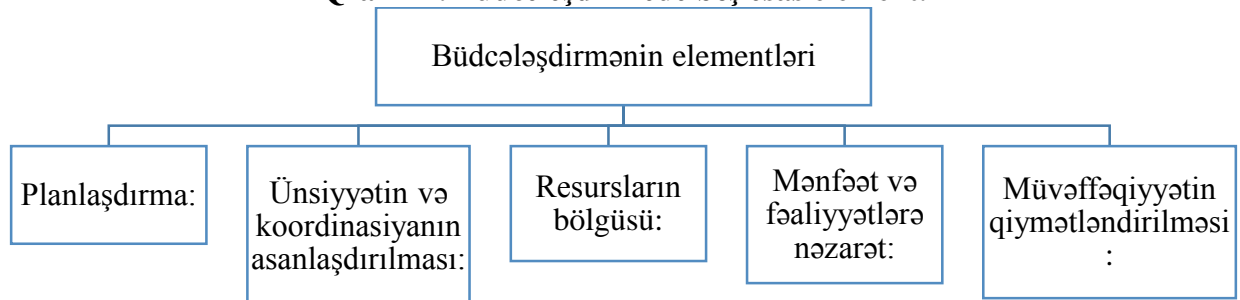 Büdcələşdirmənin elementləri
Planlaşdırma:
Ünsiyyətin və
koordinasiyanın
asanlaşdırılması:
Resursların
bölgüsü:
Mənfəət və
fəaliyyətlərə
nəzarət:
Müvəffəqiyyətin
qiymətləndirilməsi
: